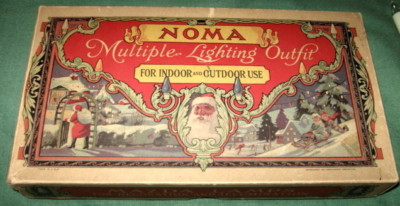 NOMA
Multiple Lighting Outfit
FOR INDOOR AND OUTDOOR USE